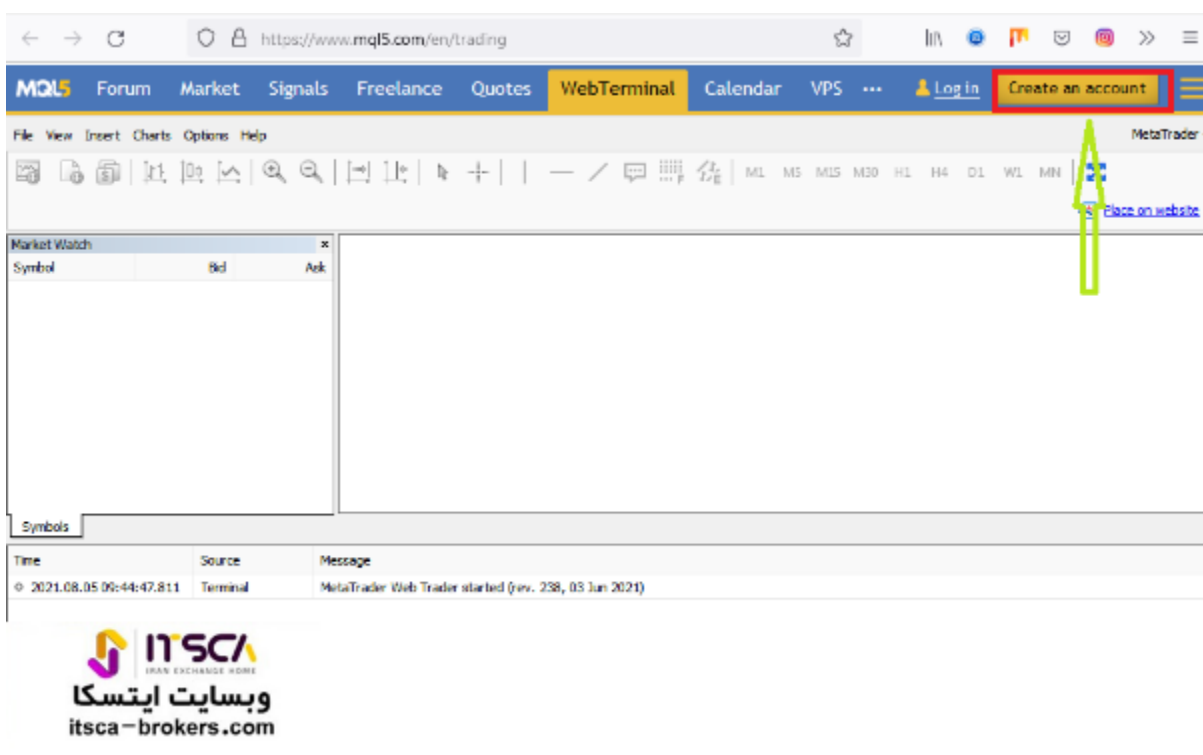 https://www.mql5.com/en/trading
MQL5 Forum Market Signals Freelance Quotes WebTerminal Calendar VPS ••• Log in Create an account
File View Insert Charts Options Help MetaTrader
M1 M5 M15 M30 H1 H4 D1 W1 MN
Place on website
Market Watch x
Symbol Bid Ask
Symbols
Time Source Message
2021.08.05 09:44:47.811 Terminal MetaTrader Web Trader started (rev. 238, 03 Jun 2021)
ITSCA
IRAN EXCHANGE HOME
وبسایت ایتسکا
itsca-brokers.com